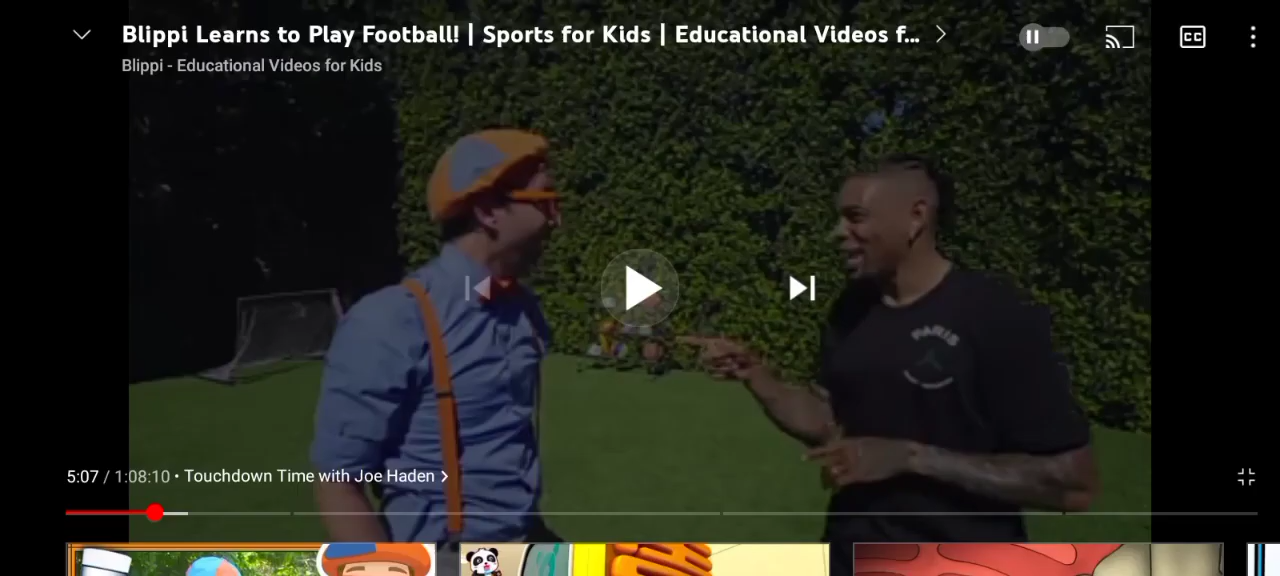 Blippi Learns to Play Football! | Sports for Kids | Educational Videos f...
Blippi - Educational Videos for Kids
CC
PARIS
5:07 / 1:08:10 • Touchdown Time with Joe Haden